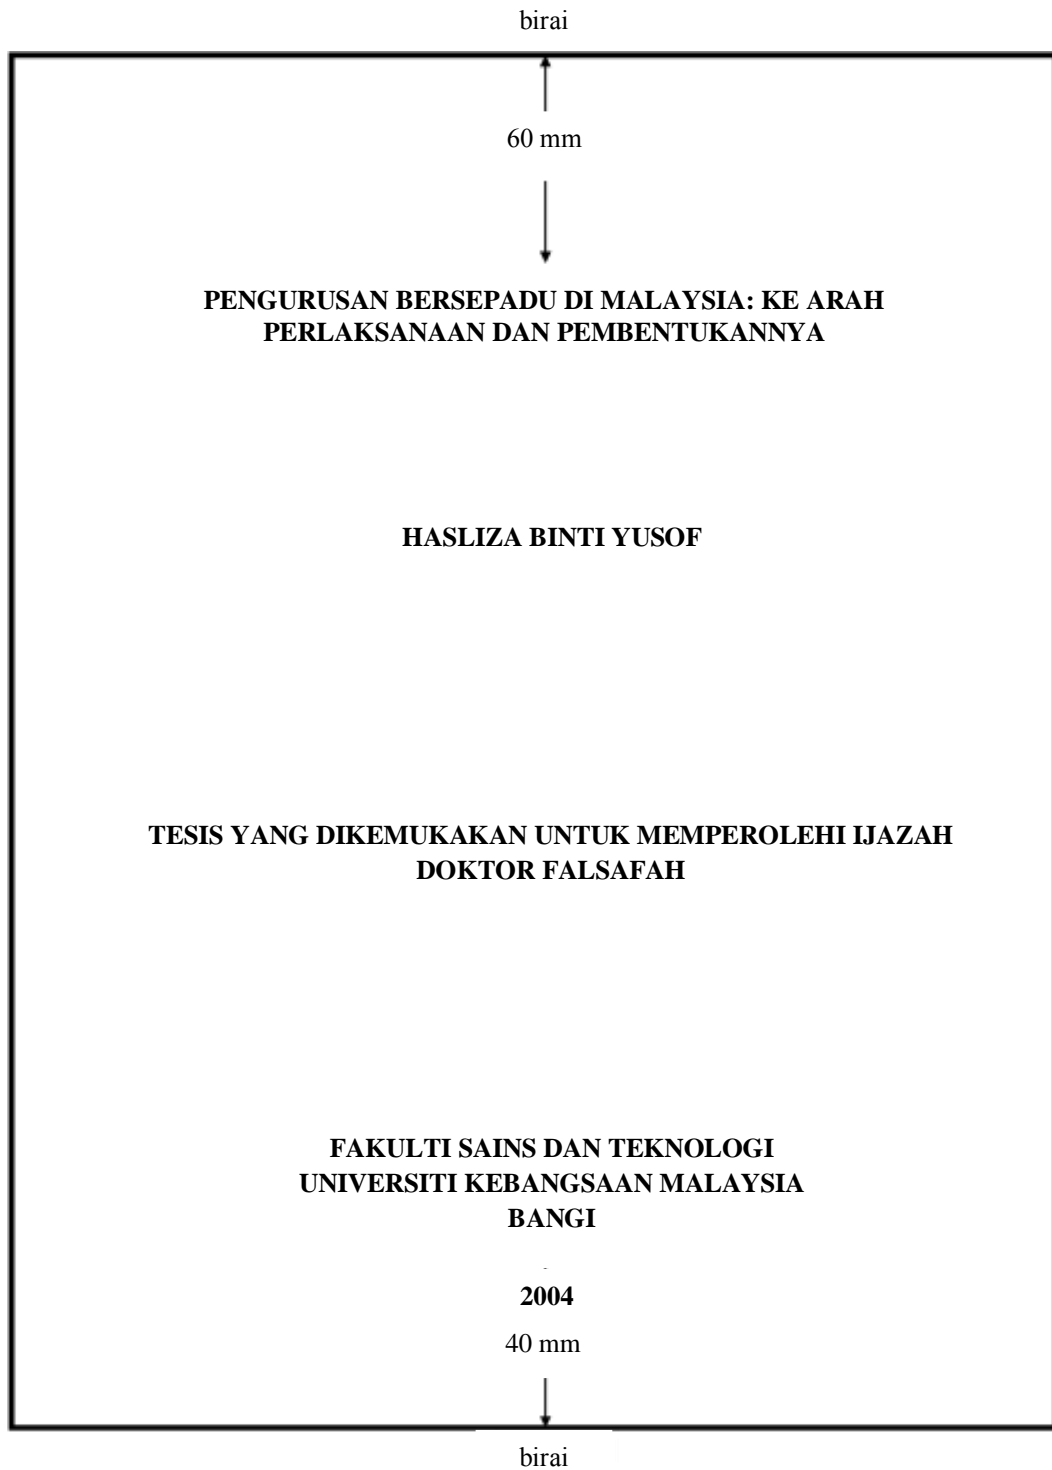 birai
60 mm
PENGURUSAN BERSEPADU DI MALAYSIA: KE ARAH
PERLAKSANAAN DAN PEMBENTUKANNYA
HASLIZA BINTI YUSOF
TESIS YANG DIKEMUKAKAN UNTUK MEMPEROLEHI IJAZAH
DOKTOR FALSAFAH
FAKULTI SAINS DAN TEKNOLOGI
UNIVERSITI KEBANGSAAN MALAYSIA
BANGI
2004
40 mm
birai